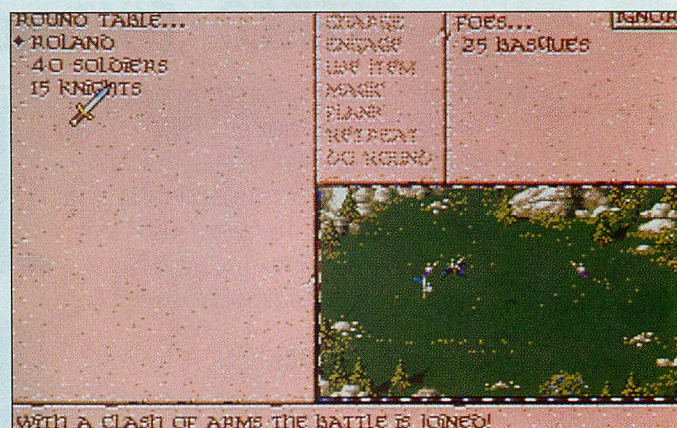 ROUND TABLE...
ROLAND
40 SOLDIERS
15 KNIGHTS
CHARGE
ENGAGE
USE ITEM
MAGIC
FLANK
RETREAT
DO ROUND
FOES...
25 BASQUES
IGNOR
WITH A CLASH OF ARMS THE BATTLE IS JOINED!